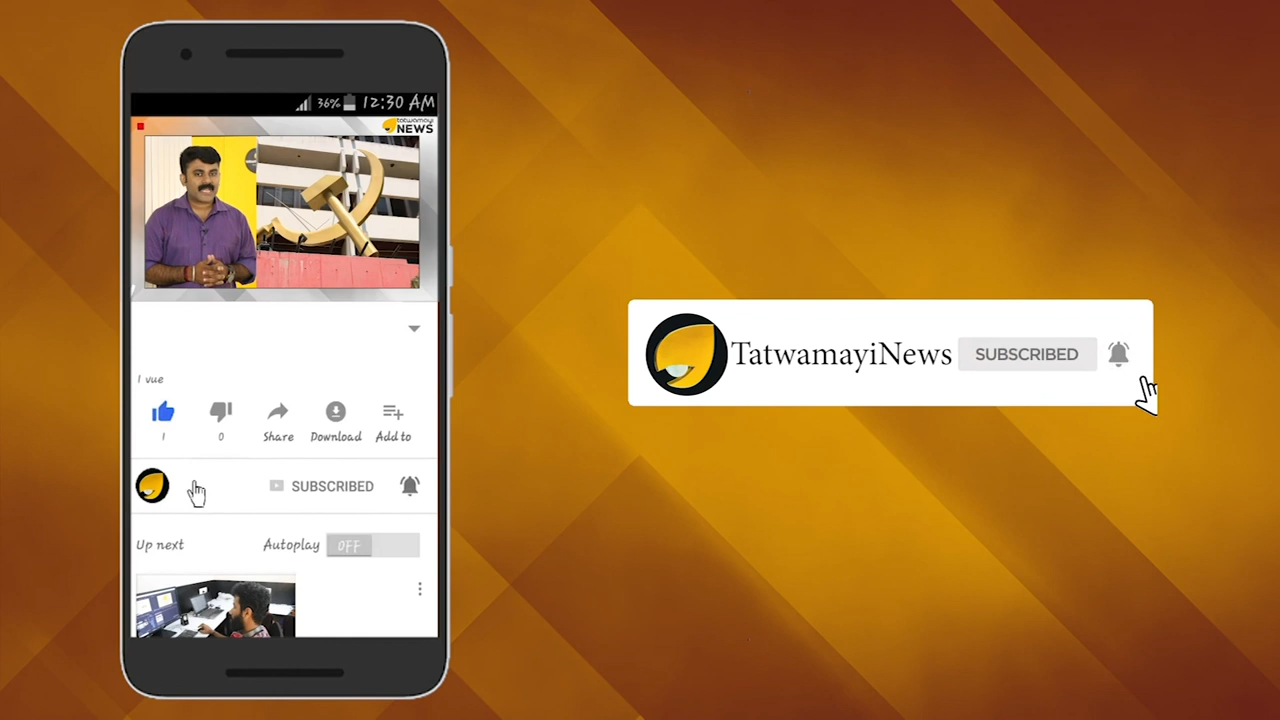 36% 12:30 AM
tatwamayi
NEWS
1 vue
1 0 Share Download Add to
SUBSCRIBED
Up next Autoplay OFF
TatwamayiNews SUBSCRIBED